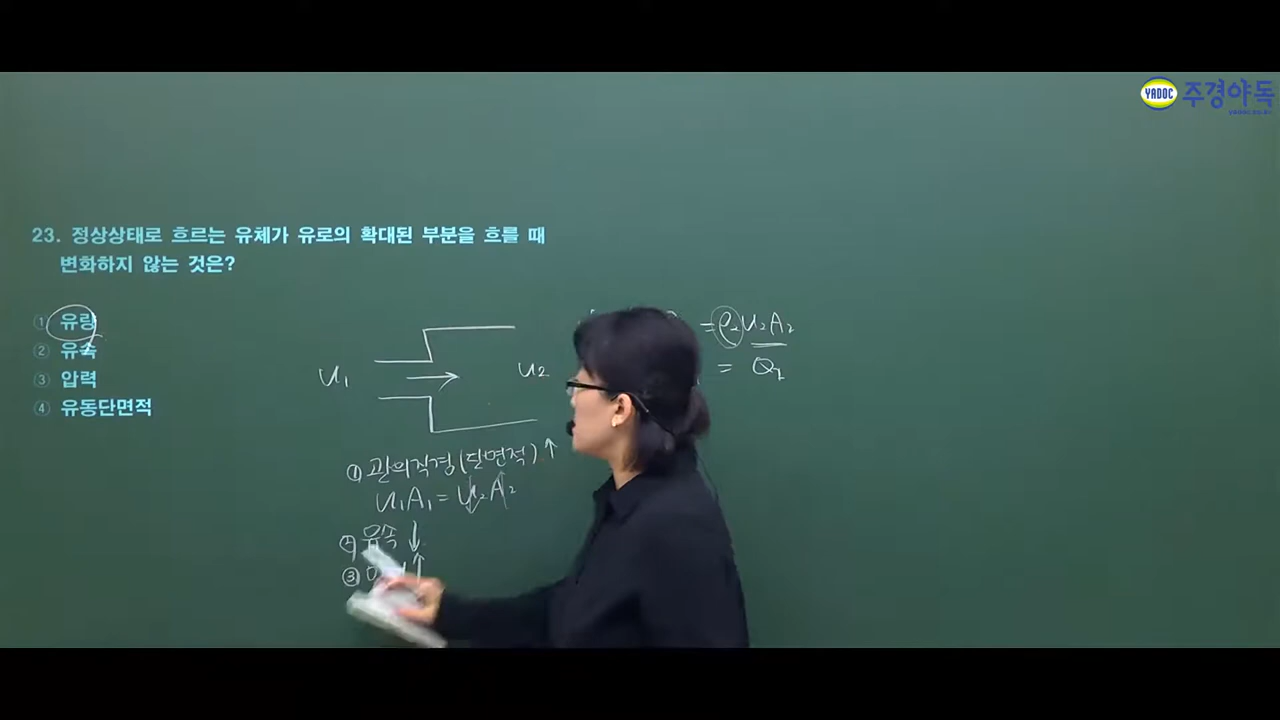 YADOC 주경야독
23. 정상상태로 흐르는 유체가 유로의 확대된 부분을 흐를 때
변화하지 않는 것은?
① 유량
② 유속
③ 압력
④ 유동단면적
= ρ₂u₂A₂
= Q₂
u₁
u₂
① 관의직경(단면적)↑
u₁A₁ = u₂A₂
② 유속 ↓
③ ↑